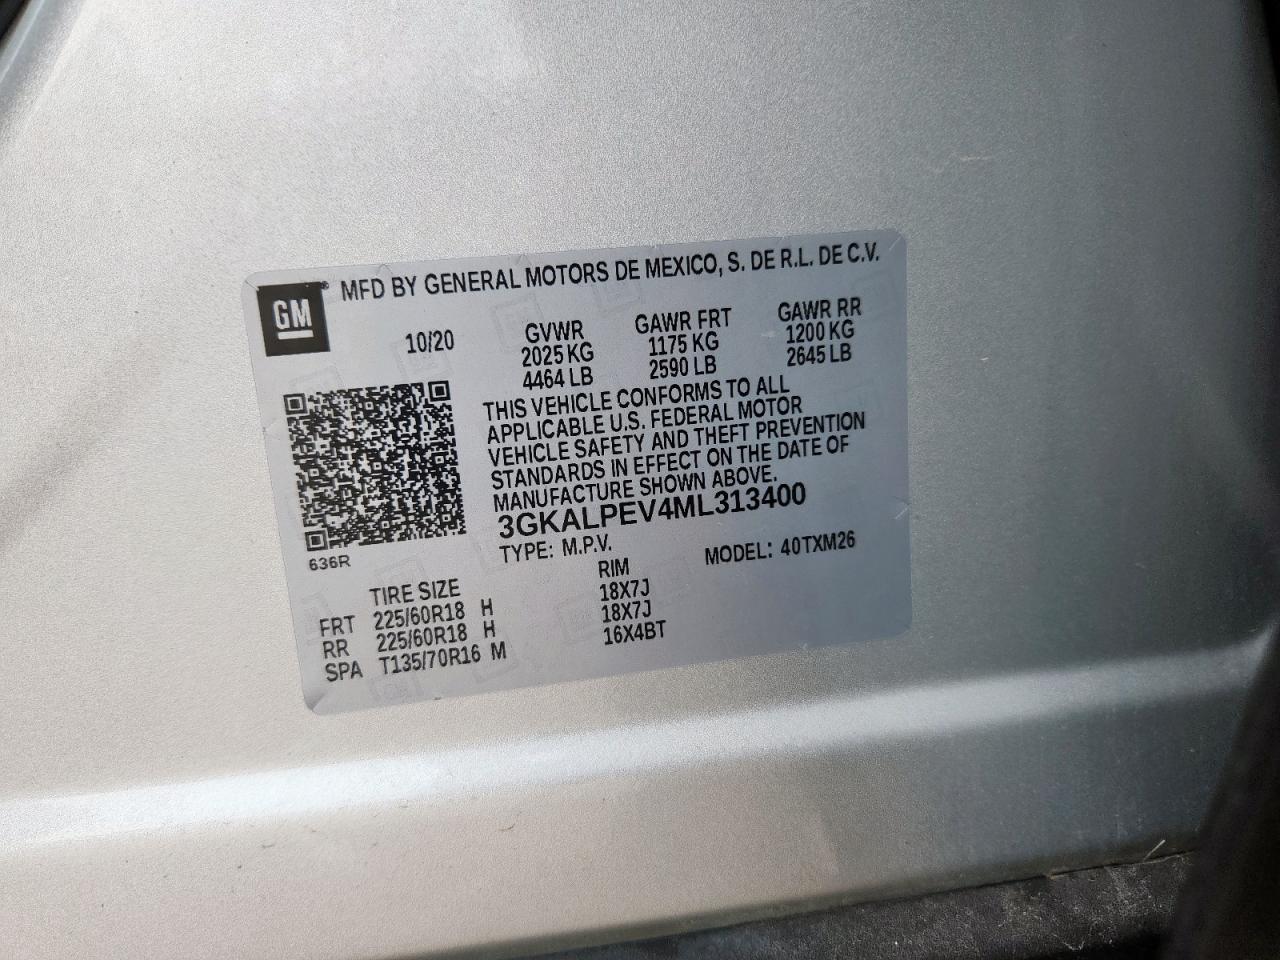 GM® MFD BY GENERAL MOTORS DE MEXICO, S. DE R.L. DE C.V.
10/20 GVWR GAWR FRT GAWR RR
2025 KG 1175 KG 1200 KG
4464 LB 2590 LB 2645 LB
THIS VEHICLE CONFORMS TO ALL
APPLICABLE U.S. FEDERAL MOTOR
VEHICLE SAFETY AND THEFT PREVENTION
STANDARDS IN EFFECT ON THE DATE OF
MANUFACTURE SHOWN ABOVE.
3GKALPEV4ML313400
636R TYPE: M.P.V. MODEL: 40TXM26
TIRE SIZE RIM
FRT 225/60R18 H 18X7J
RR 225/60R18 H 18X7J
SPA T135/70R16 M 16X4BT